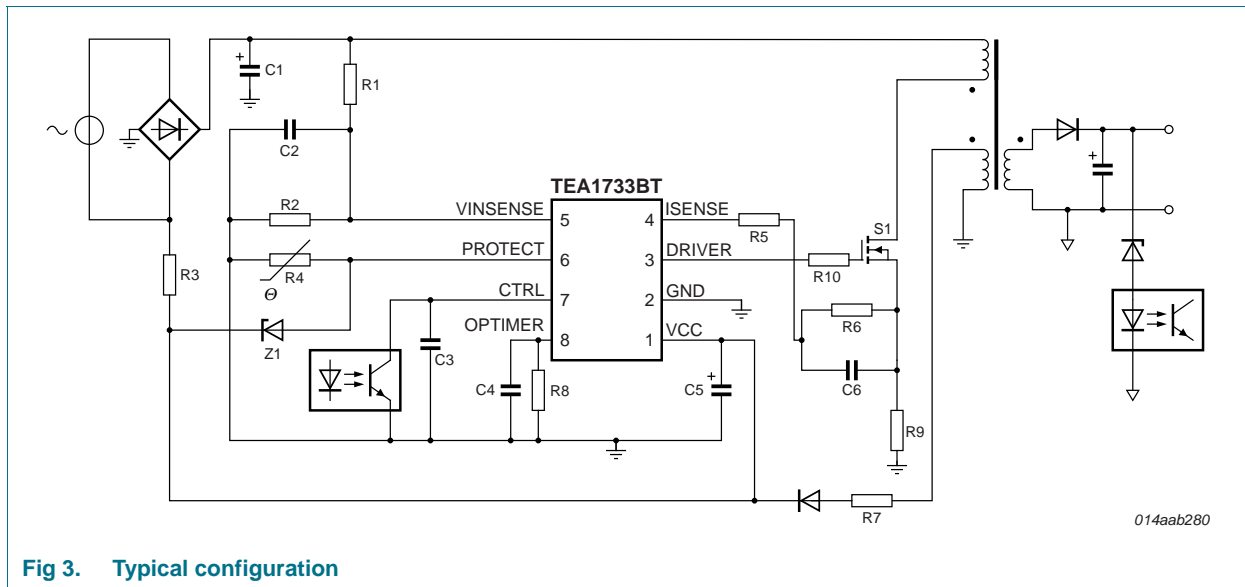 C1
R1
C2
TEA1733BT
R2
VINSENSE
5
4
ISENSE
R5
S1
R3
R4
Θ
PROTECT
6
3
DRIVER
R10
CTRL
7
2
GND
R6
Z1
OPTIMER
8
1
VCC
C3
C4
R8
C5
C6
R9
R7
014aab280
Fig 3. Typical configuration